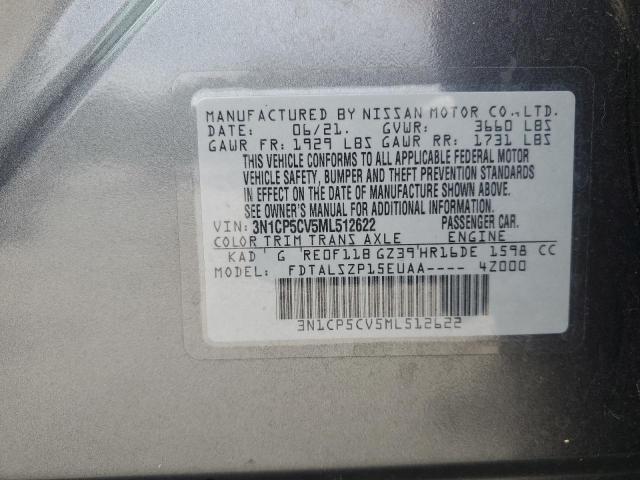 MANUFACTURED BY NISSAN MOTOR CO., LTD.
DATE: 06/21. GVWR: 3660 LBS
GAWR FR: 1929 LBS GAWR RR: 1731 LBS
THIS VEHICLE CONFORMS TO ALL APPLICABLE FEDERAL MOTOR
VEHICLE SAFETY, BUMPER AND THEFT PREVENTION STANDARDS
IN EFFECT ON THE DATE OF MANUFACTURE SHOWN ABOVE.
SEE OWNER'S MANUAL FOR ADDITIONAL INFORMATION.
VIN: 3N1CP5CV5ML512622 PASSENGER CAR.
COLOR TRIM TRANS AXLE ENGINE
KAD G RE0F11B GZ39 HR16DE 1598 CC
MODEL: FDTALSZP15EUAA---- 4Z000
3N1CP5CV5ML512622